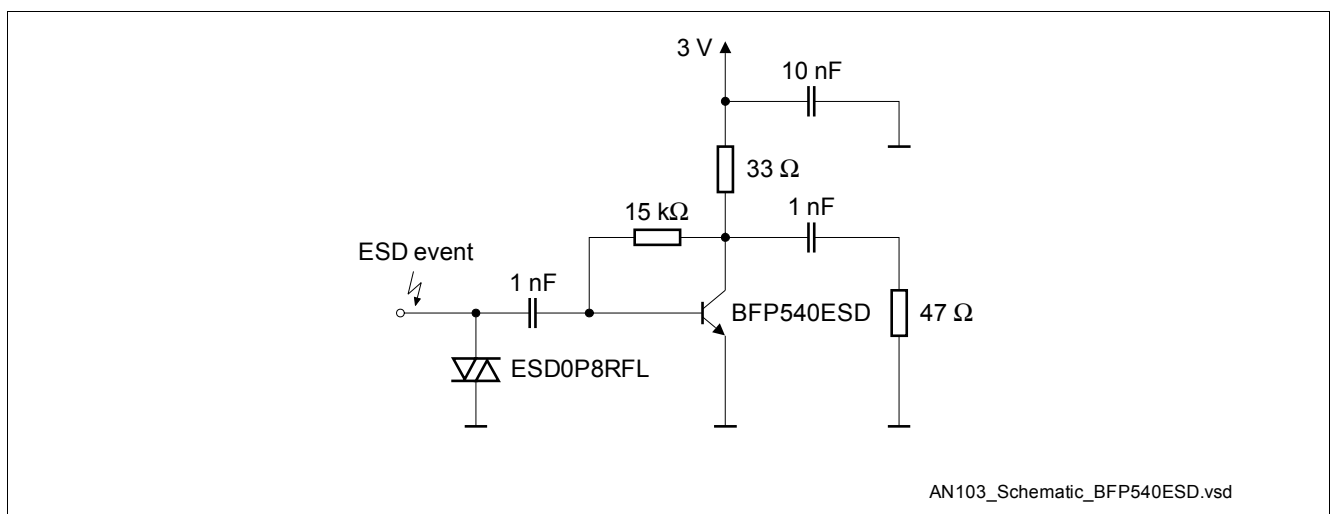 3 V
10 nF
33 Ω
15 kΩ
1 nF
ESD event
1 nF
BFP540ESD
47 Ω
ESD0P8RFL
AN103_Schematic_BFP540ESD.vsd